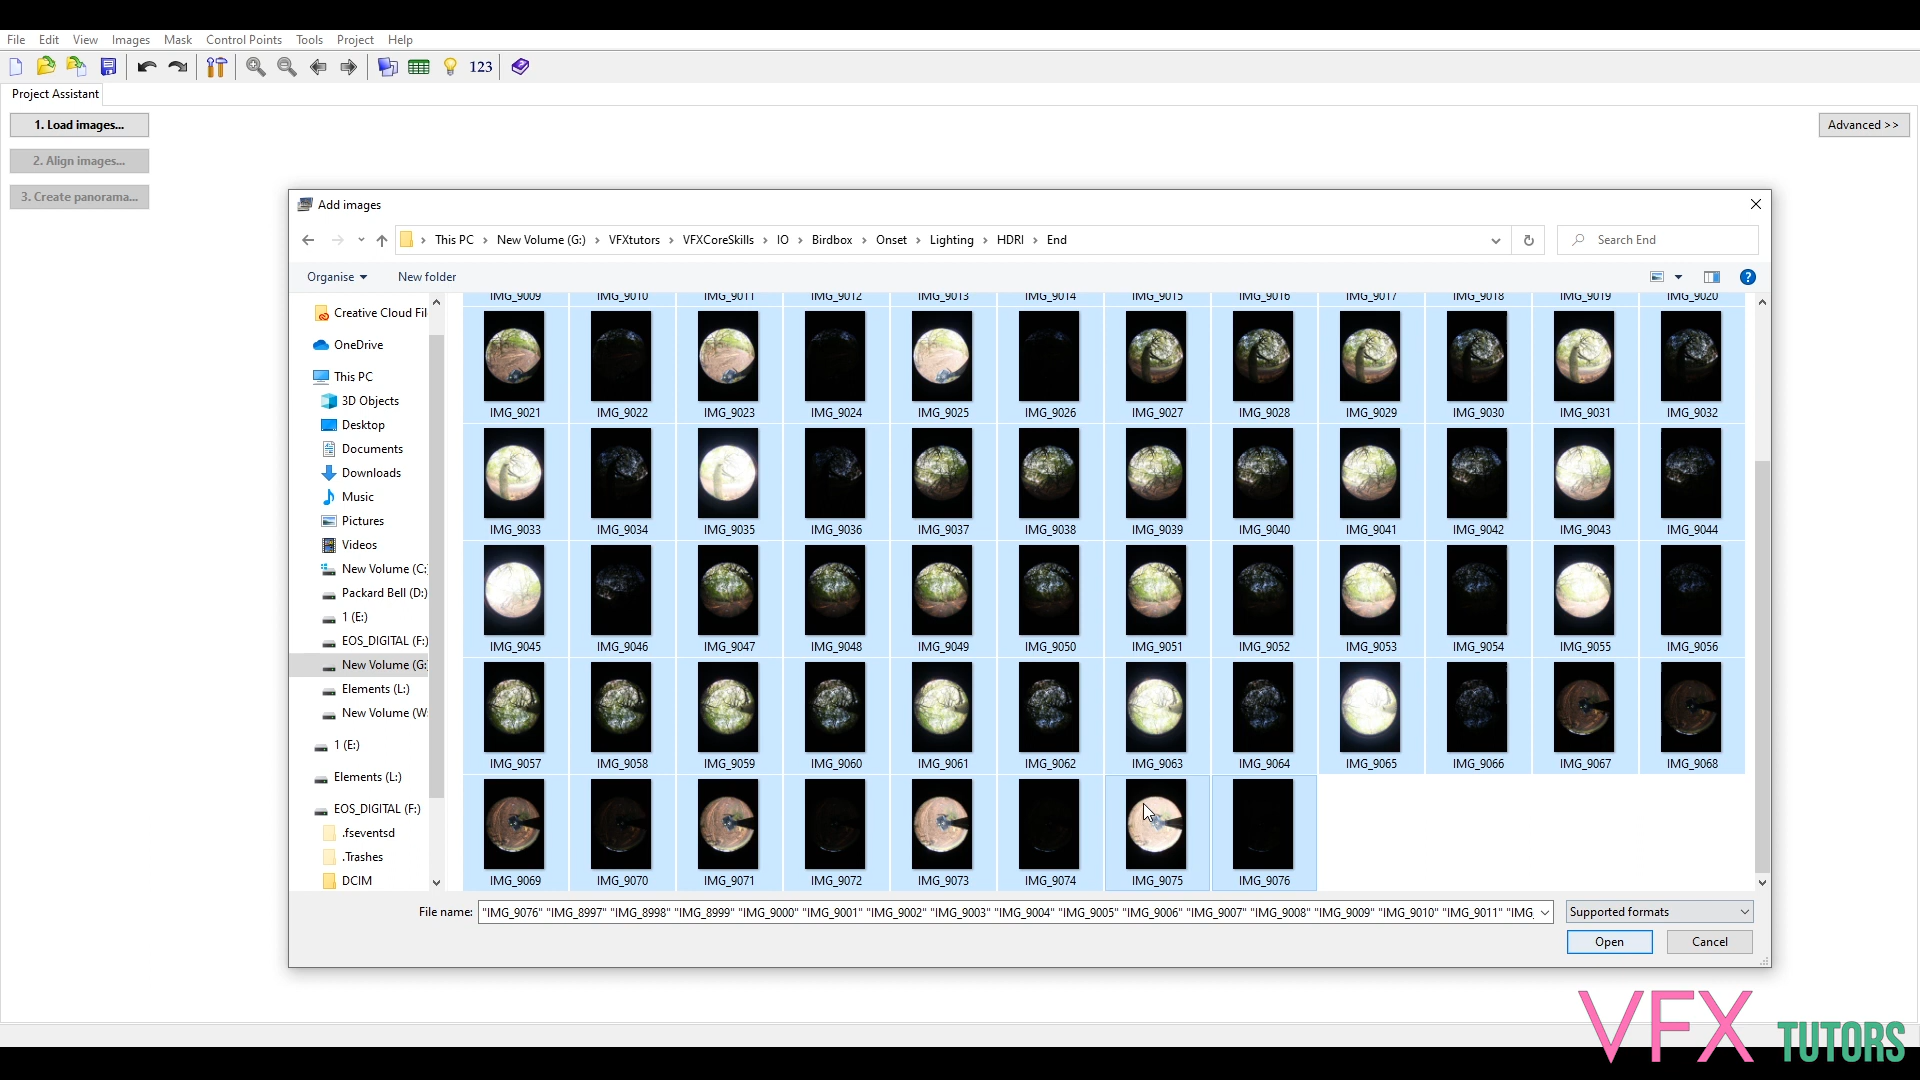 File Edit View Images Mask Control Points Tools Project Help
123
Project Assistant
1. Load images...
Advanced >>
2. Align images...
3. Create panorama...
Add images
This PC > New Volume (G:) > VFXtutors > VFXCoreSkills > IO > Birdbox > Onset > Lighting > HDRI > End
Search End
Organise
New folder
Creative Cloud Fil
OneDrive
This PC
3D Objects
Desktop
Documents
Downloads
Music
Pictures
Videos
New Volume (C:
Packard Bell (D:)
1 (E:)
EOS_DIGITAL (F:)
New Volume (G:
Elements (L:)
New Volume (W:
1 (E:)
Elements (L:)
EOS_DIGITAL (F:)
.fseventsd
.Trashes
DCIM
IMG_9009 IMG_9010 IMG_9011 IMG_9012 IMG_9013 IMG_9014 IMG_9015 IMG_9016 IMG_9017 IMG_9018 IMG_9019 IMG_9020
IMG_9021 IMG_9022 IMG_9023 IMG_9024 IMG_9025 IMG_9026 IMG_9027 IMG_9028 IMG_9029 IMG_9030 IMG_9031 IMG_9032
IMG_9033 IMG_9034 IMG_9035 IMG_9036 IMG_9037 IMG_9038 IMG_9039 IMG_9040 IMG_9041 IMG_9042 IMG_9043 IMG_9044
IMG_9045 IMG_9046 IMG_9047 IMG_9048 IMG_9049 IMG_9050 IMG_9051 IMG_9052 IMG_9053 IMG_9054 IMG_9055 IMG_9056
IMG_9057 IMG_9058 IMG_9059 IMG_9060 IMG_9061 IMG_9062 IMG_9063 IMG_9064 IMG_9065 IMG_9066 IMG_9067 IMG_9068
IMG_9069 IMG_9070 IMG_9071 IMG_9072 IMG_9073 IMG_9074 IMG_9075 IMG_9076
File name: "IMG_9076" "IMG_8997" "IMG_8998" "IMG_8999" "IMG_9000" "IMG_9001" "IMG_9002" "IMG_9003" "IMG_9004" "IMG_9005" "IMG_9006" "IMG_9007" "IMG_9008" "IMG_9009" "IMG_9010" "IMG_9011" "IMG_
Supported formats
Open
Cancel
VFX TUTORS